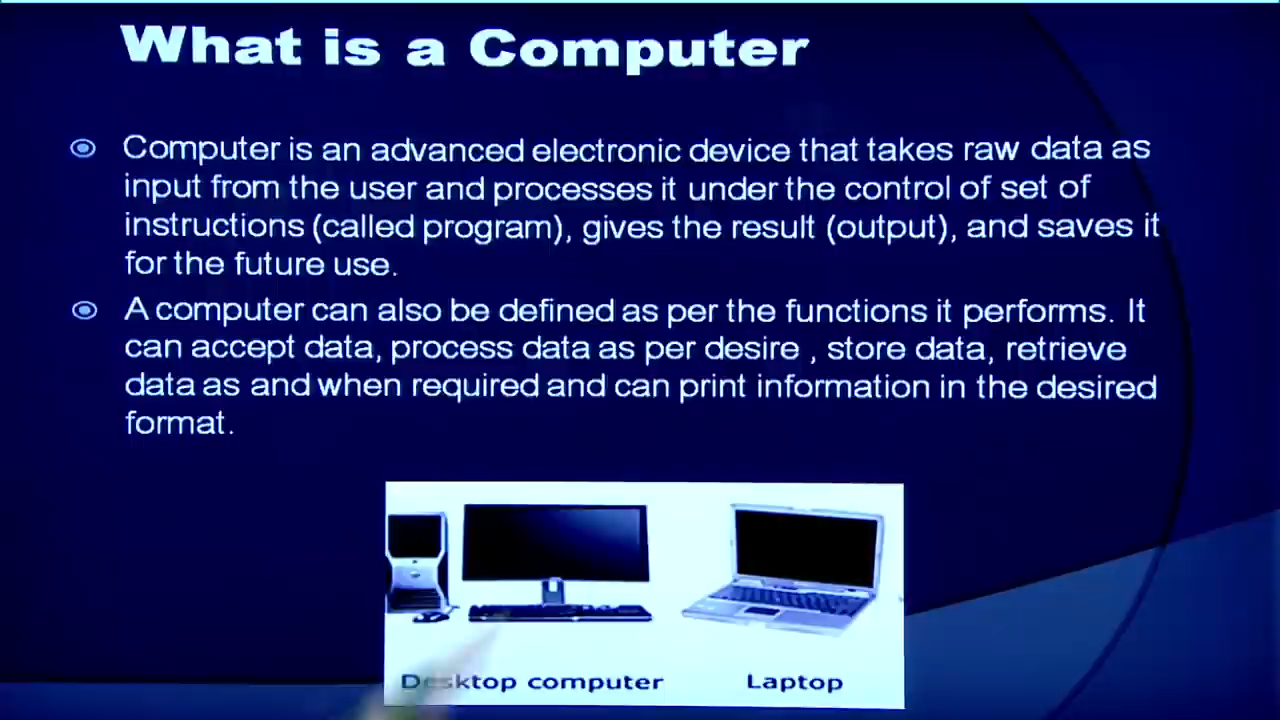 What is a Computer
Computer is an advanced electronic device that takes raw data as
input from the user and processes it under the control of set of
instructions (called program), gives the result (output), and saves it
for the future use.
A computer can also be defined as per the functions it performs. It
can accept data, process data as per desire , store data, retrieve
data as and when required and can print information in the desired
format.
Desktop computer
Laptop